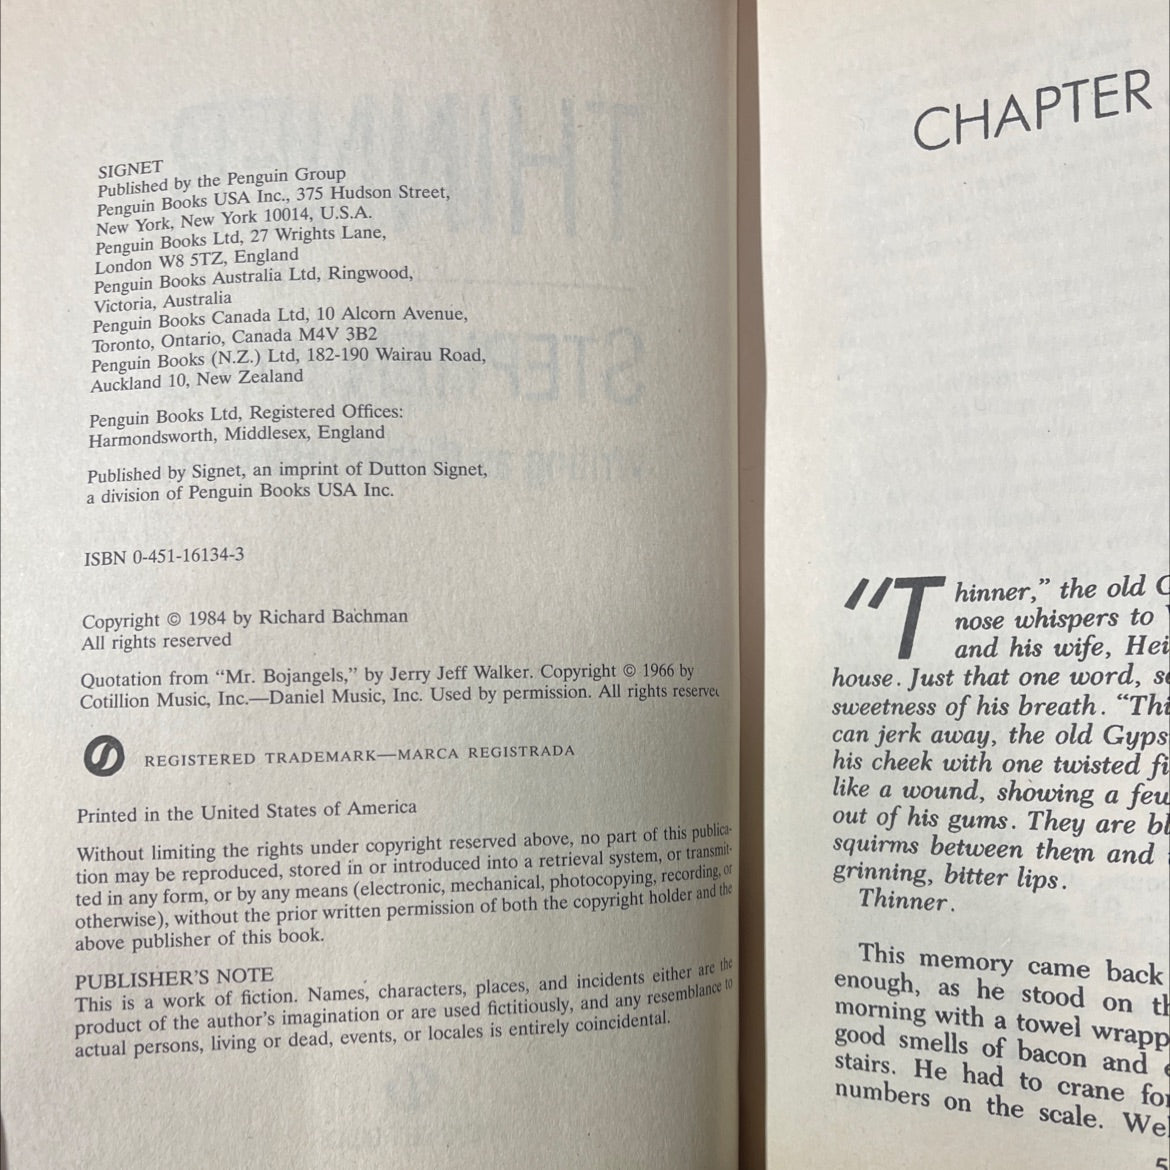 SIGNET
Published by the Penguin Group
Penguin Books USA Inc., 375 Hudson Street,
New York, New York 10014, U.S.A.
Penguin Books Ltd, 27 Wrights Lane,
London W8 5TZ, England
Penguin Books Australia Ltd, Ringwood,
Victoria, Australia
Penguin Books Canada Ltd, 10 Alcorn Avenue,
Toronto, Ontario, Canada M4V 3B2
Penguin Books (N.Z.) Ltd, 182-190 Wairau Road,
Auckland 10, New Zealand
Penguin Books Ltd, Registered Offices:
Harmondsworth, Middlesex, England
Published by Signet, an imprint of Dutton Signet,
a division of Penguin Books USA Inc.
ISBN 0-451-16134-3
Copyright © 1984 by Richard Bachman
All rights reserved
Quotation from “Mr. Bojangels,” by Jerry Jeff Walker. Copyright © 1966 by
Cotillion Music, Inc.—Daniel Music, Inc. Used by permission. All rights reserved
REGISTERED TRADEMARK—MARCA REGISTRADA
Printed in the United States of America
Without limiting the rights under copyright reserved above, no part of this publica-
tion may be reproduced, stored in or introduced into a retrieval system, or transmit-
ted in any form, or by any means (electronic, mechanical, photocopying, recording, or
otherwise), without the prior written permission of both the copyright holder and the
above publisher of this book.
PUBLISHER'S NOTE
This is a work of fiction. Names, characters, places, and incidents either are the
product of the author's imagination or are used fictitiously, and any resemblance to
actual persons, living or dead, events, or locales is entirely coincidental.
CHAPTER
“Thinner,” the old
nose whispers to
and his wife, Hei
house. Just that one word, s
sweetness of his breath. “Thi
can jerk away, the old Gyps
his cheek with one twisted fi
like a wound, showing a few
out of his gums. They are bl
squirms between them and
grinning, bitter lips.
Thinner.
This memory came back
enough, as he stood on th
morning with a towel wrapp
good smells of bacon and e
stairs. He had to crane for
numbers on the scale. Wel